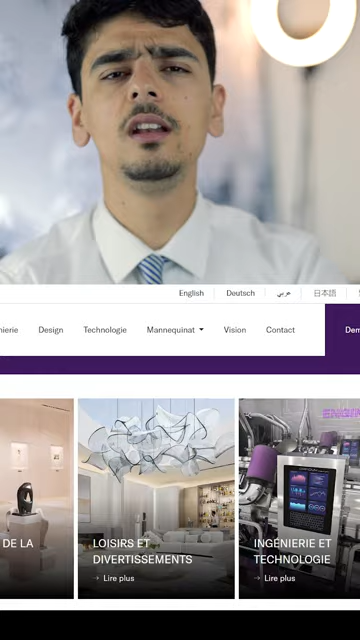 English Deutsch عربي 日本語
nierie Design Technologie Mannequinat Vision Contact Dem
DE LA
LOISIRS ET
DIVERTISSEMENTS
→ Lire plus
INGÉNIERIE ET
TECHNOLOGIE
→ Lire plus